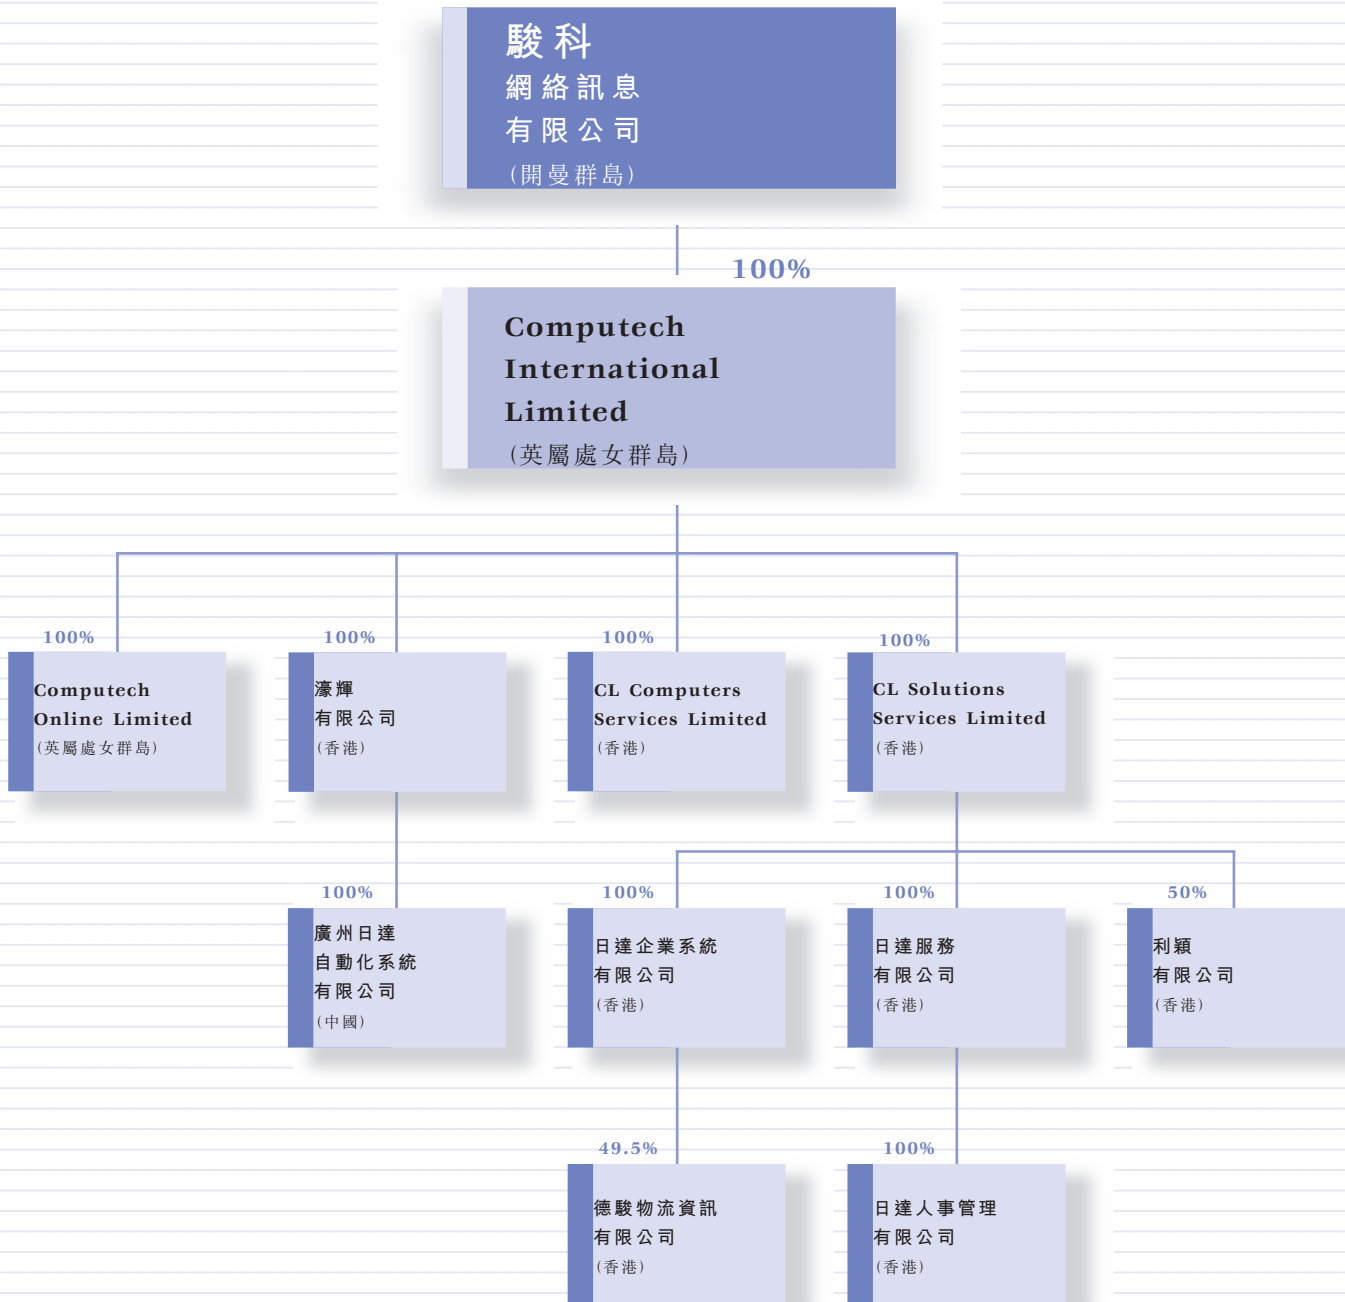 駿科
網絡訊息
有限公司
(開曼群島)
100%
Computech
International
Limited
(英屬處女群島)
100%
Computech
Online Limited
(英屬處女群島)
100%
濠輝
有限公司
(香港)
100%
CL Computers
Services Limited
(香港)
100%
CL Solutions
Services Limited
(香港)
100%
廣州日達
自動化系統
有限公司
(中國)
100%
日達企業系統
有限公司
(香港)
100%
日達服務
有限公司
(香港)
50%
利穎
有限公司
(香港)
49.5%
德駿物流資訊
有限公司
(香港)
100%
日達人事管理
有限公司
(香港)